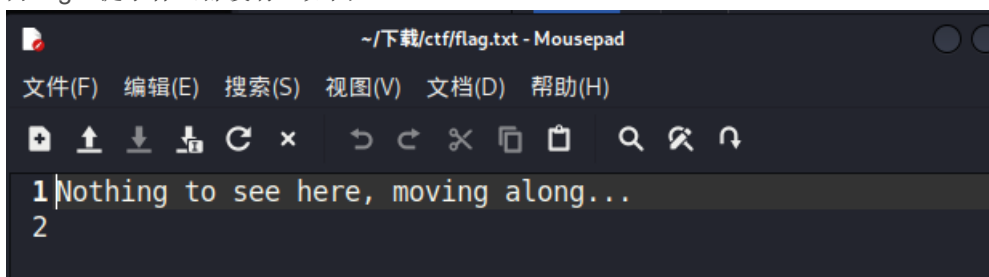 ~/下载/ctf/flag.txt - Mousepad
文件(F) 编辑(E) 搜索(S) 视图(V) 文档(D) 帮助(H)
1 Nothing to see here, moving along...
2